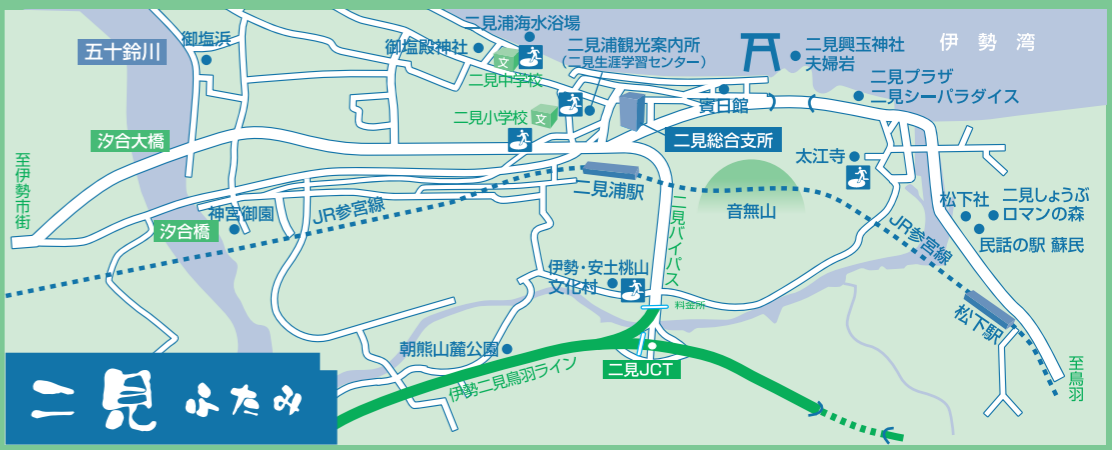 二見浦海水浴場
五十鈴川
御塩浜
御塩殿神社
文
二見中学校
二見浦観光案内所
(二見生涯学習センター)
二見興玉神社
夫婦岩
伊勢湾
二見プラザ
二見シーパラダイス
賓日館
二見小学校
文
汐合大橋
二見総合支所
至伊勢市街
太江寺
二見浦駅
音無山
神宮御園
JR参宮線
汐合橋
二見バイパス
松下社
二見しょうぶ
ロマンの森
民話の駅 蘇民
JR参宮線
伊勢・安土桃山
文化村
料金所
松下駅
朝熊山麓公園
二見JCT
伊勢二見鳥羽ライン
至鳥羽
二見 ふたみ